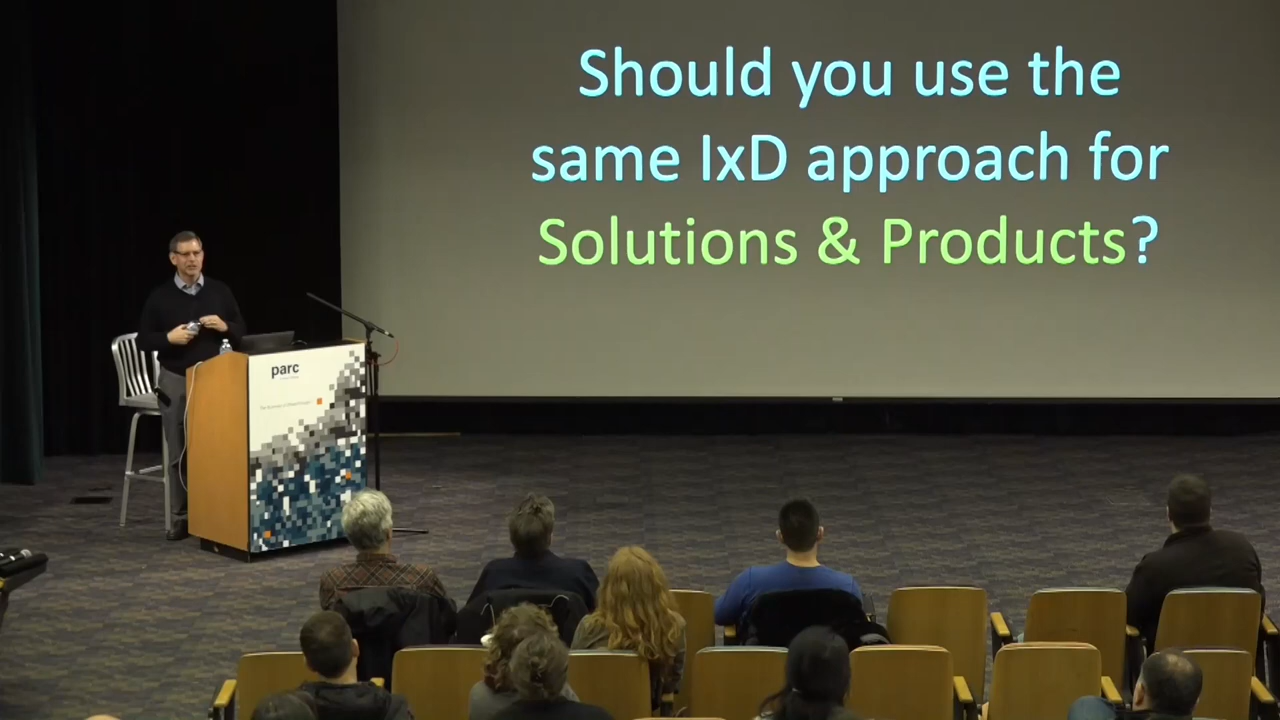 Should you use the
same IxD approach for
Solutions & Products?
parc